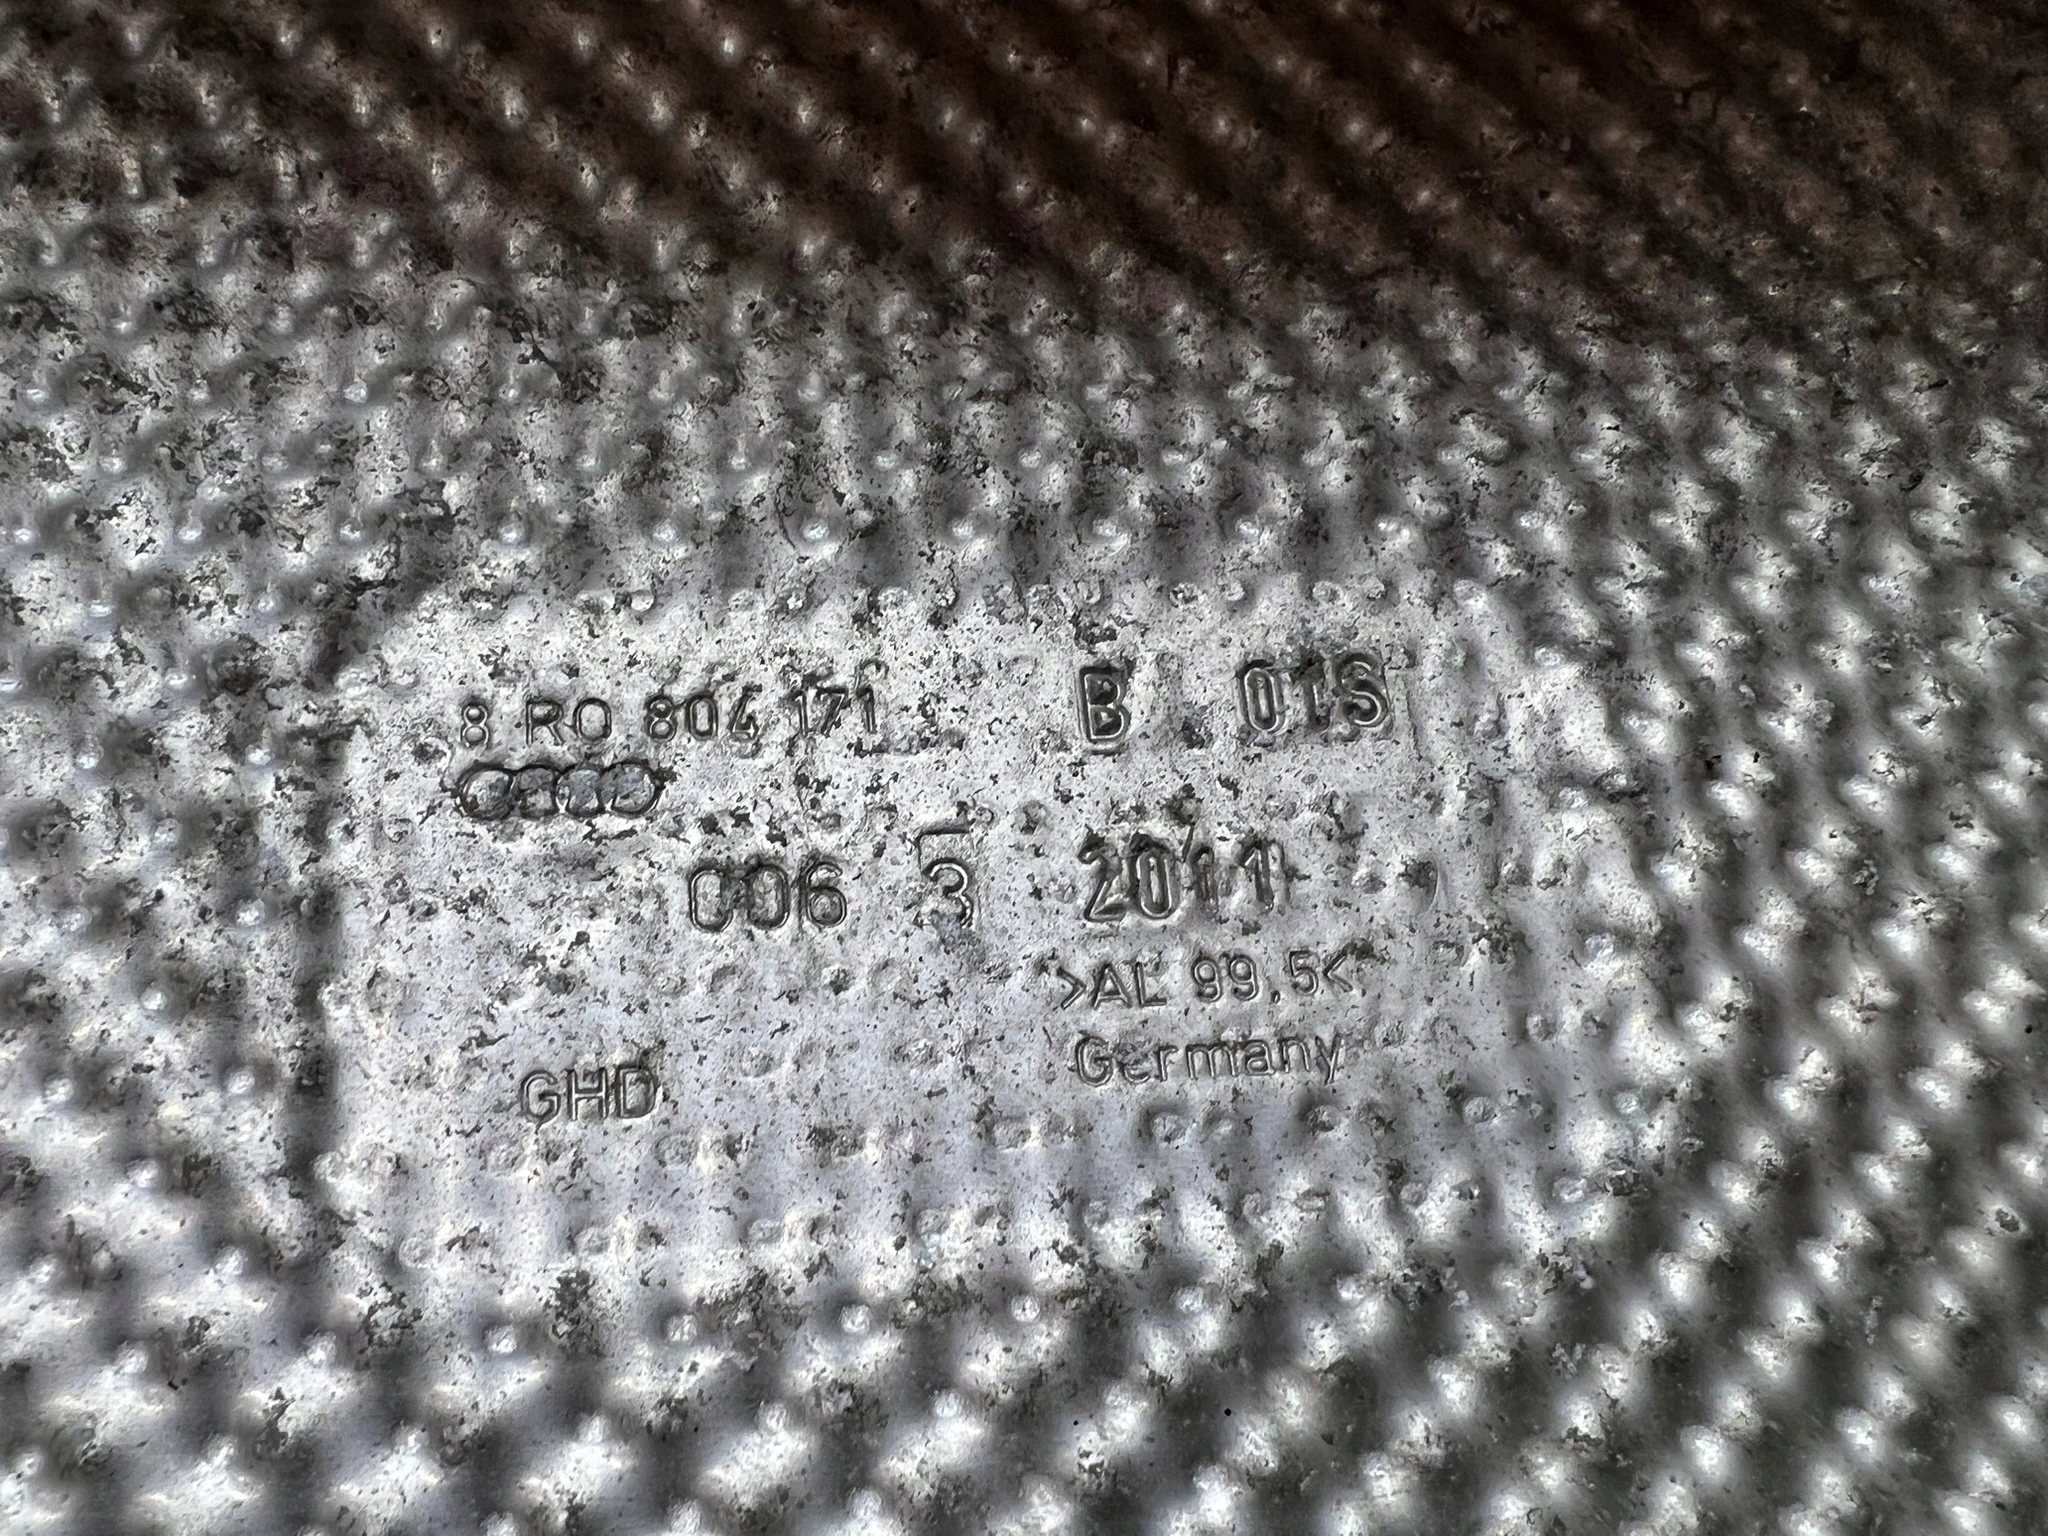 8 R0 804 171 B 01S
006 3 2011
>AL 99,5<
Germany
GHD